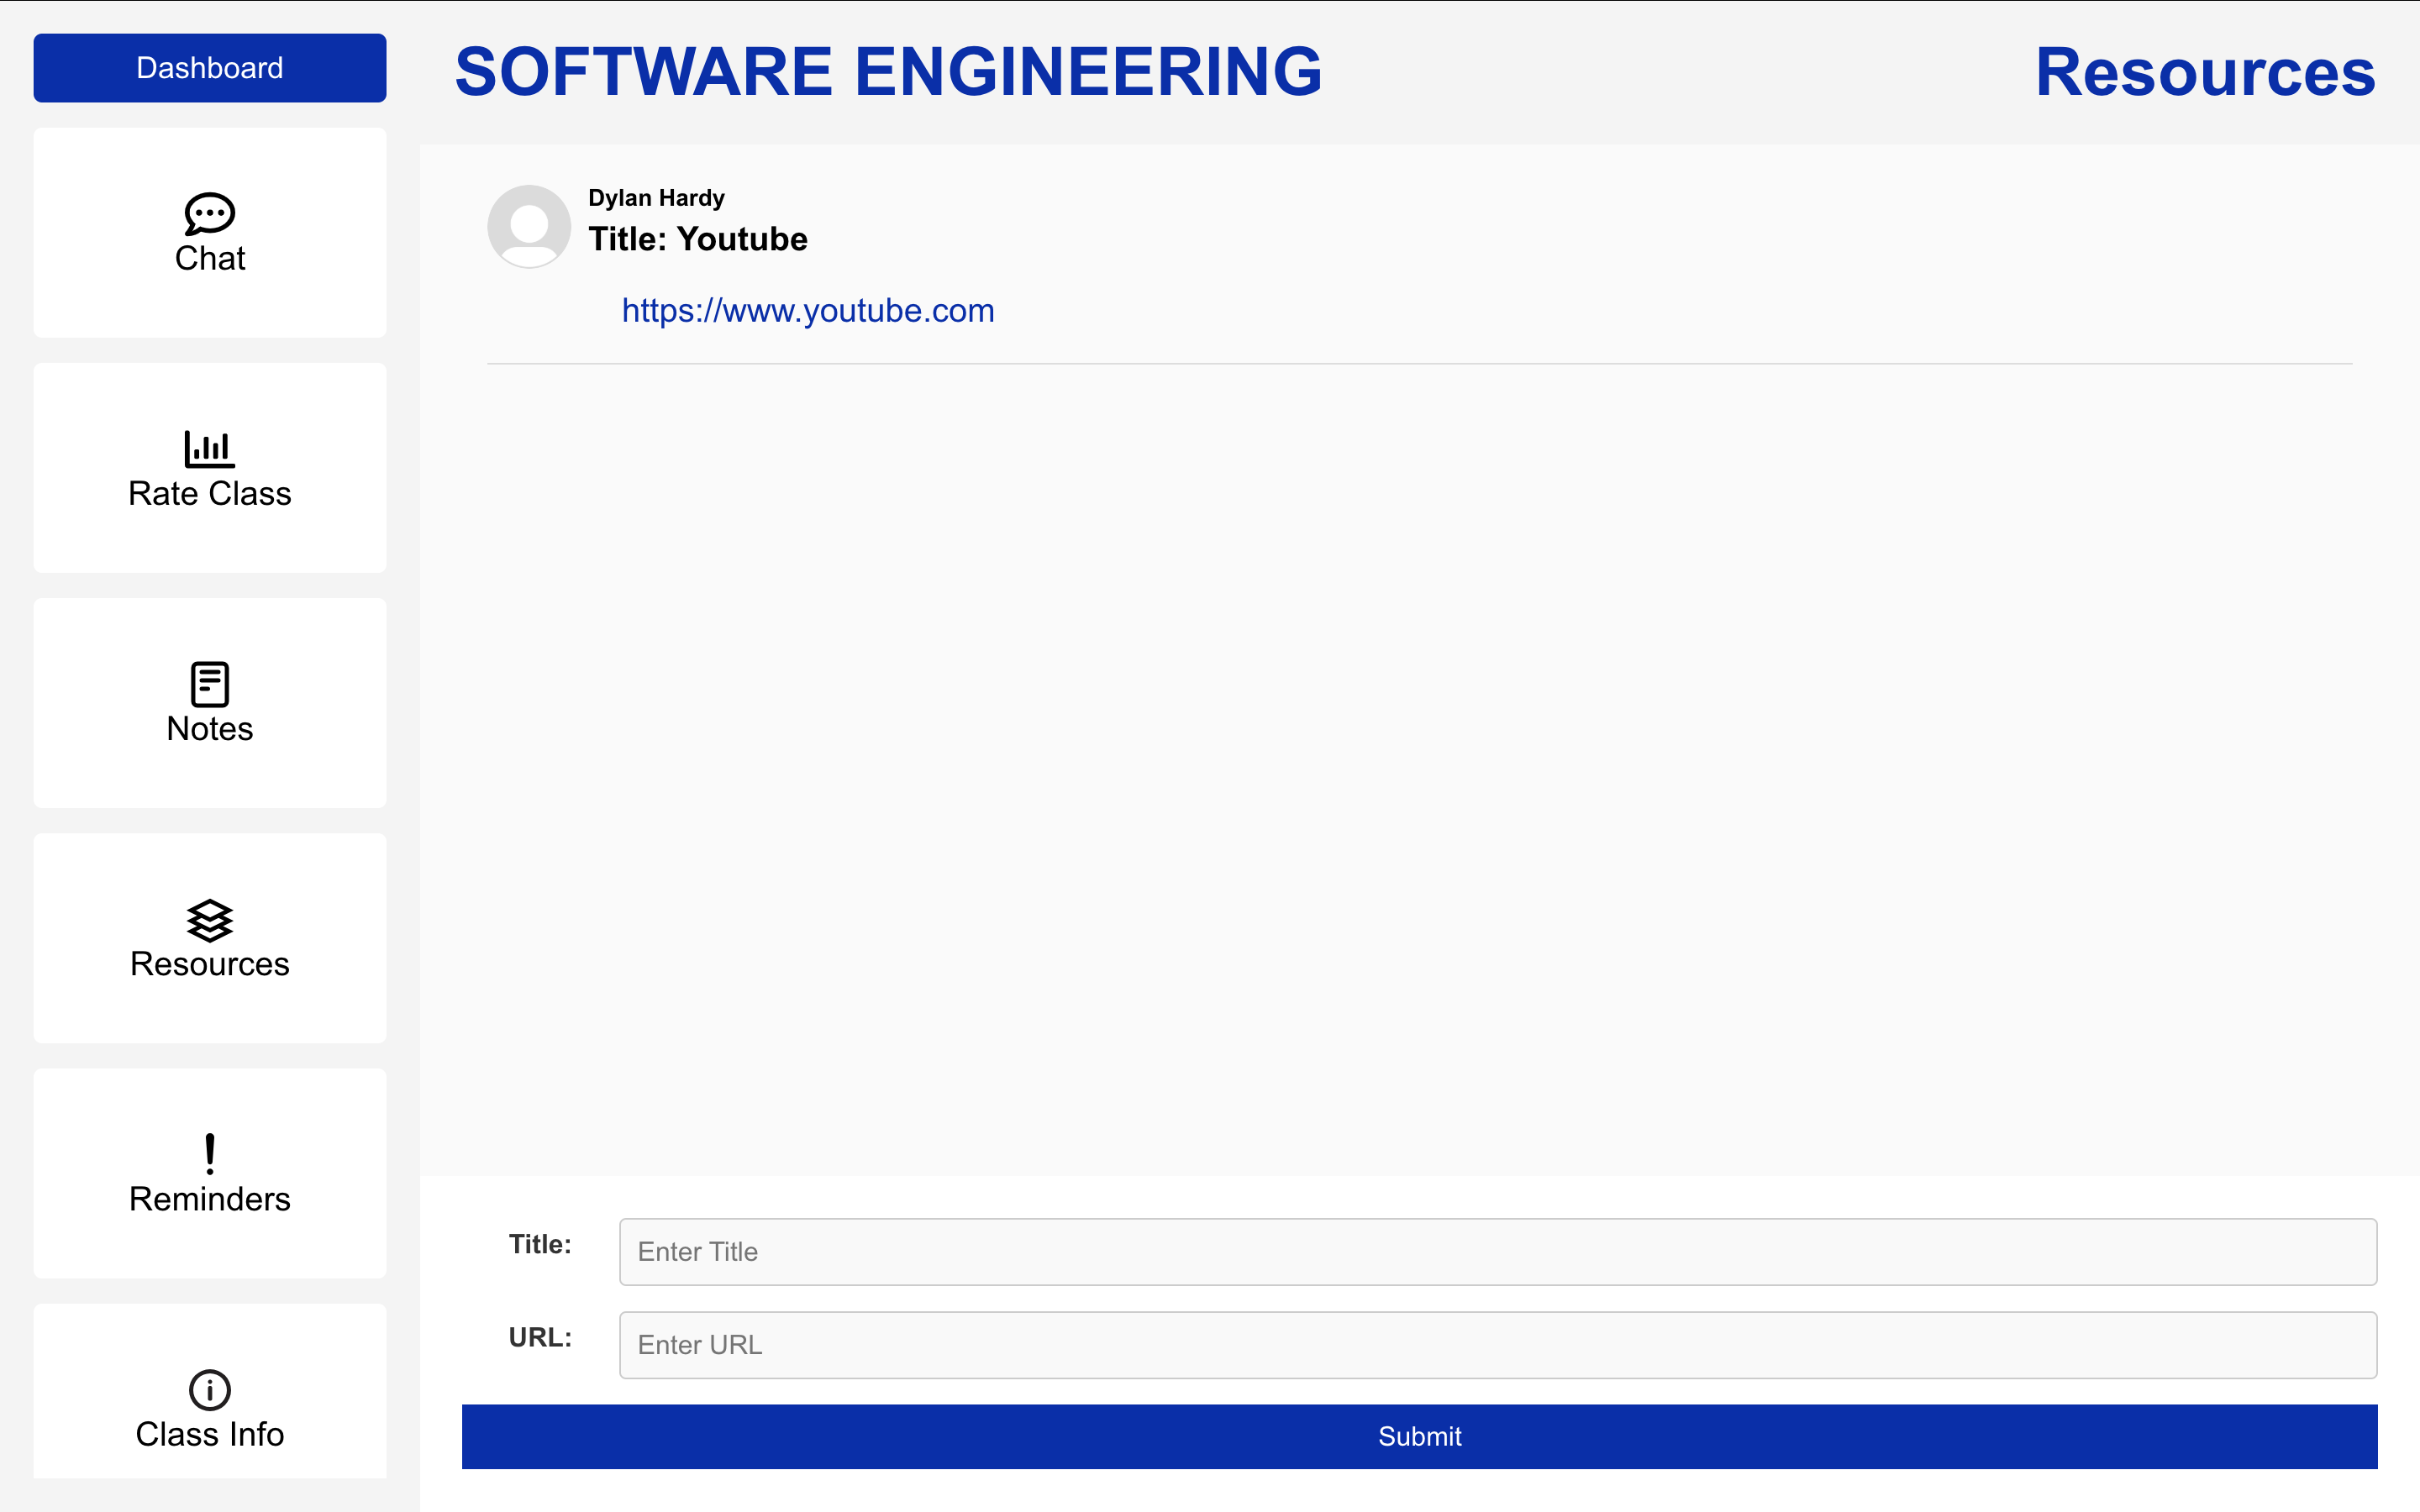 Dashboard
SOFTWARE ENGINEERING
Resources
Chat
Rate Class
Notes
Resources
Reminders
Class Info
Dylan Hardy
Title: Youtube
https://www.youtube.com
Title:
Enter Title
URL:
Enter URL
Submit